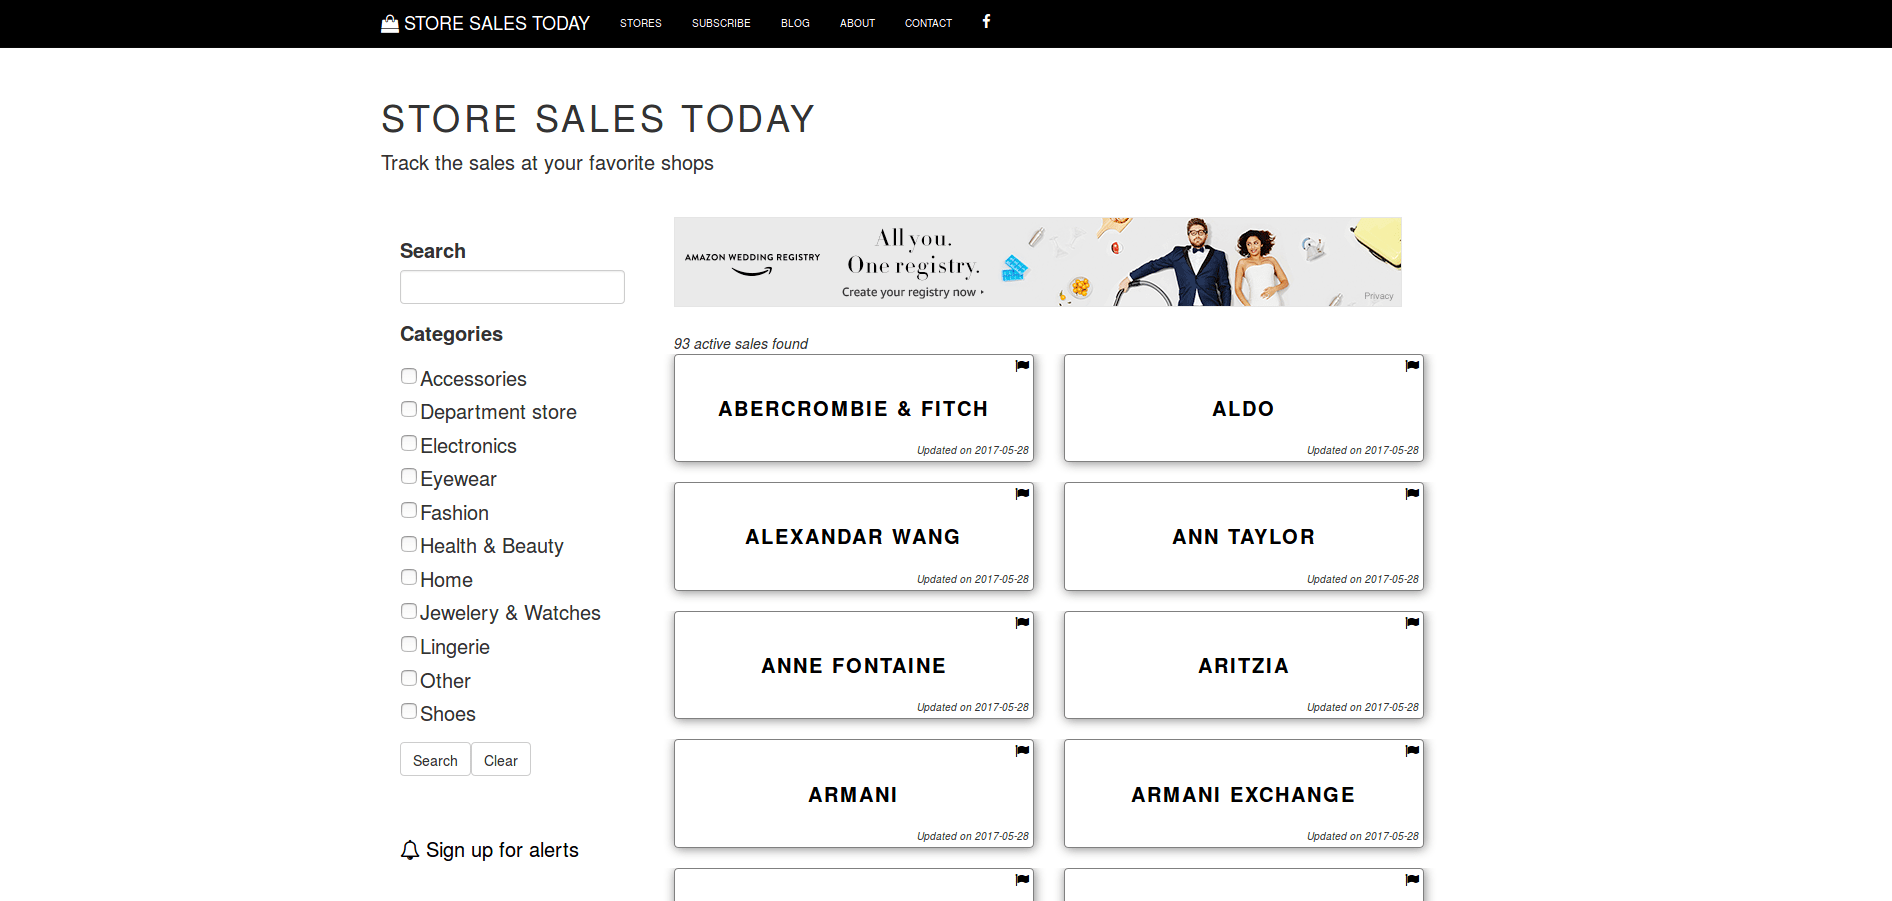 STORE SALES TODAY
STORES
SUBSCRIBE
BLOG
ABOUT
CONTACT
STORE SALES TODAY
Track the sales at your favorite shops
Search
Categories
Accessories
Department store
Electronics
Eyewear
Fashion
Health & Beauty
Home
Jewelery & Watches
Lingerie
Other
Shoes
Search
Clear
Sign up for alerts
AMAZON WEDDING REGISTRY
All you.
One registry.
Create your registry now
Privacy
93 active sales found
ABERCROMBIE & FITCH
Updated on 2017-05-28
ALDO
Updated on 2017-05-28
ALEXANDAR WANG
Updated on 2017-05-28
ANN TAYLOR
Updated on 2017-05-28
ANNE FONTAINE
Updated on 2017-05-28
ARITZIA
Updated on 2017-05-28
ARMANI
Updated on 2017-05-28
ARMANI EXCHANGE
Updated on 2017-05-28